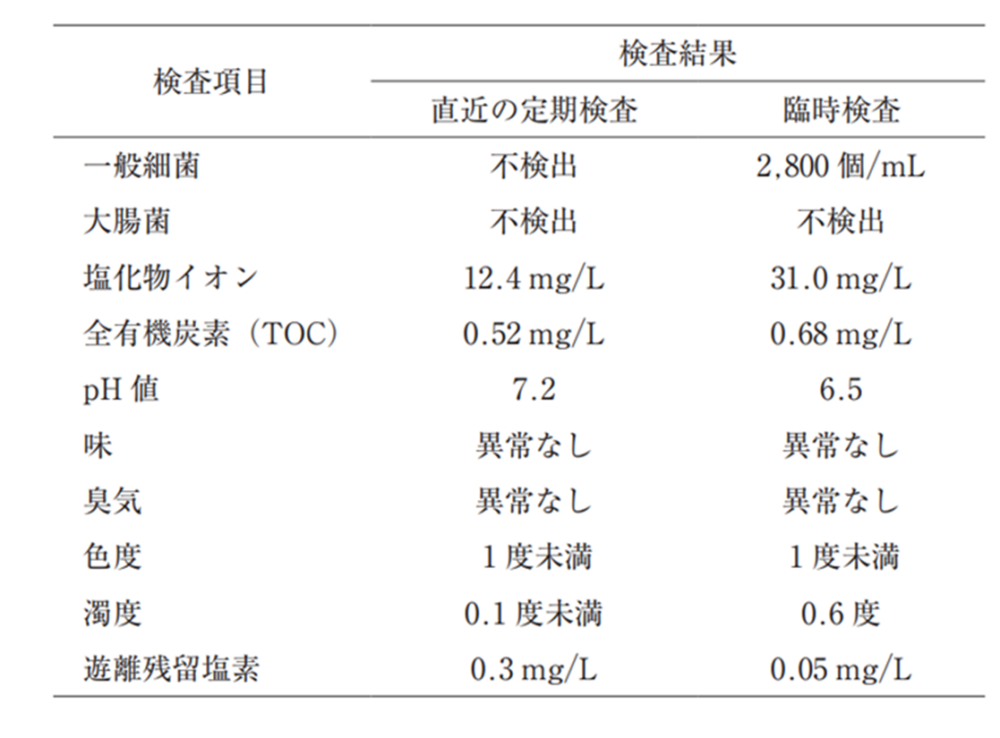 検査項目 検査結果
直近の定期検査 臨時検査
一般細菌 不検出 2,800 個/mL
大腸菌 不検出 不検出
塩化物イオン 12.4 mg/L 31.0 mg/L
全有機炭素（TOC） 0.52 mg/L 0.68 mg/L
pH 値 7.2 6.5
味 異常なし 異常なし
臭気 異常なし 異常なし
色度 1 度未満 1 度未満
濁度 0.1 度未満 0.6 度
遊離残留塩素 0.3 mg/L 0.05 mg/L